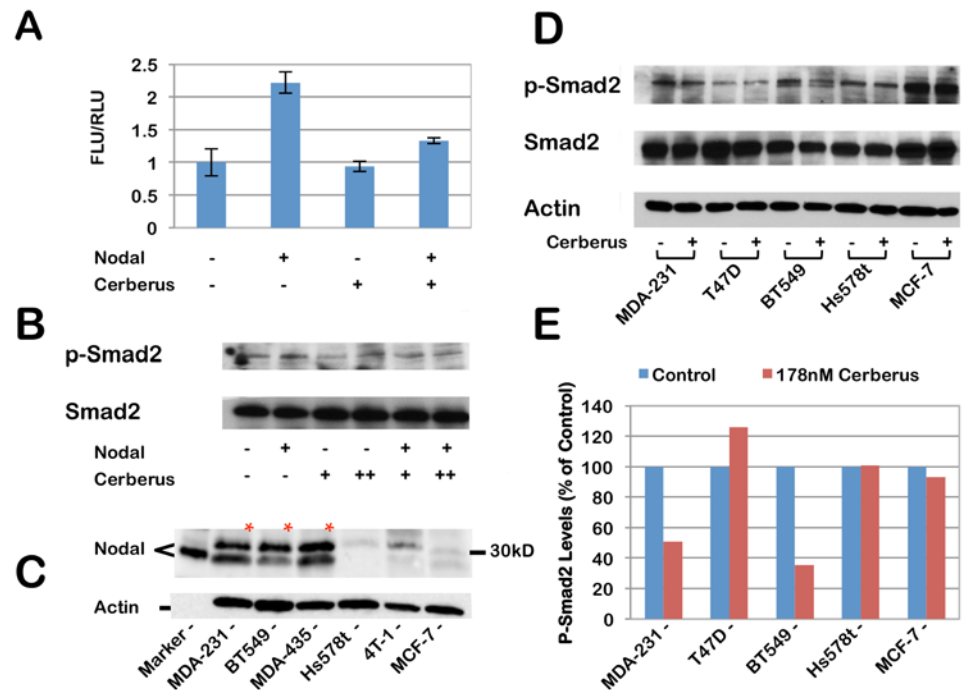 A
2.5
2
1.5
1
0.5
0
FLU/RLU
Nodal - + - +
Cerberus - - + +
B
p-Smad2
Smad2
Nodal - + - - + +
Cerberus - - + ++ + ++
C
Nodal
30kD
Actin
Marker -
MDA-231 -
BT549 -
MDA-435 -
Hs578t -
4T-1 -
MCF-7 -
* * *
D
p-Smad2
Smad2
Actin
Cerberus - + - + - + - + - +
MDA-231
T47D
BT549
Hs578t
MCF-7
E
Control
178nM Cerberus
P-Smad2 Levels (% of Control)
140
120
100
80
60
40
20
0
MDA-231 -
T47D -
BT549 -
Hs578t -
MCF-7 -